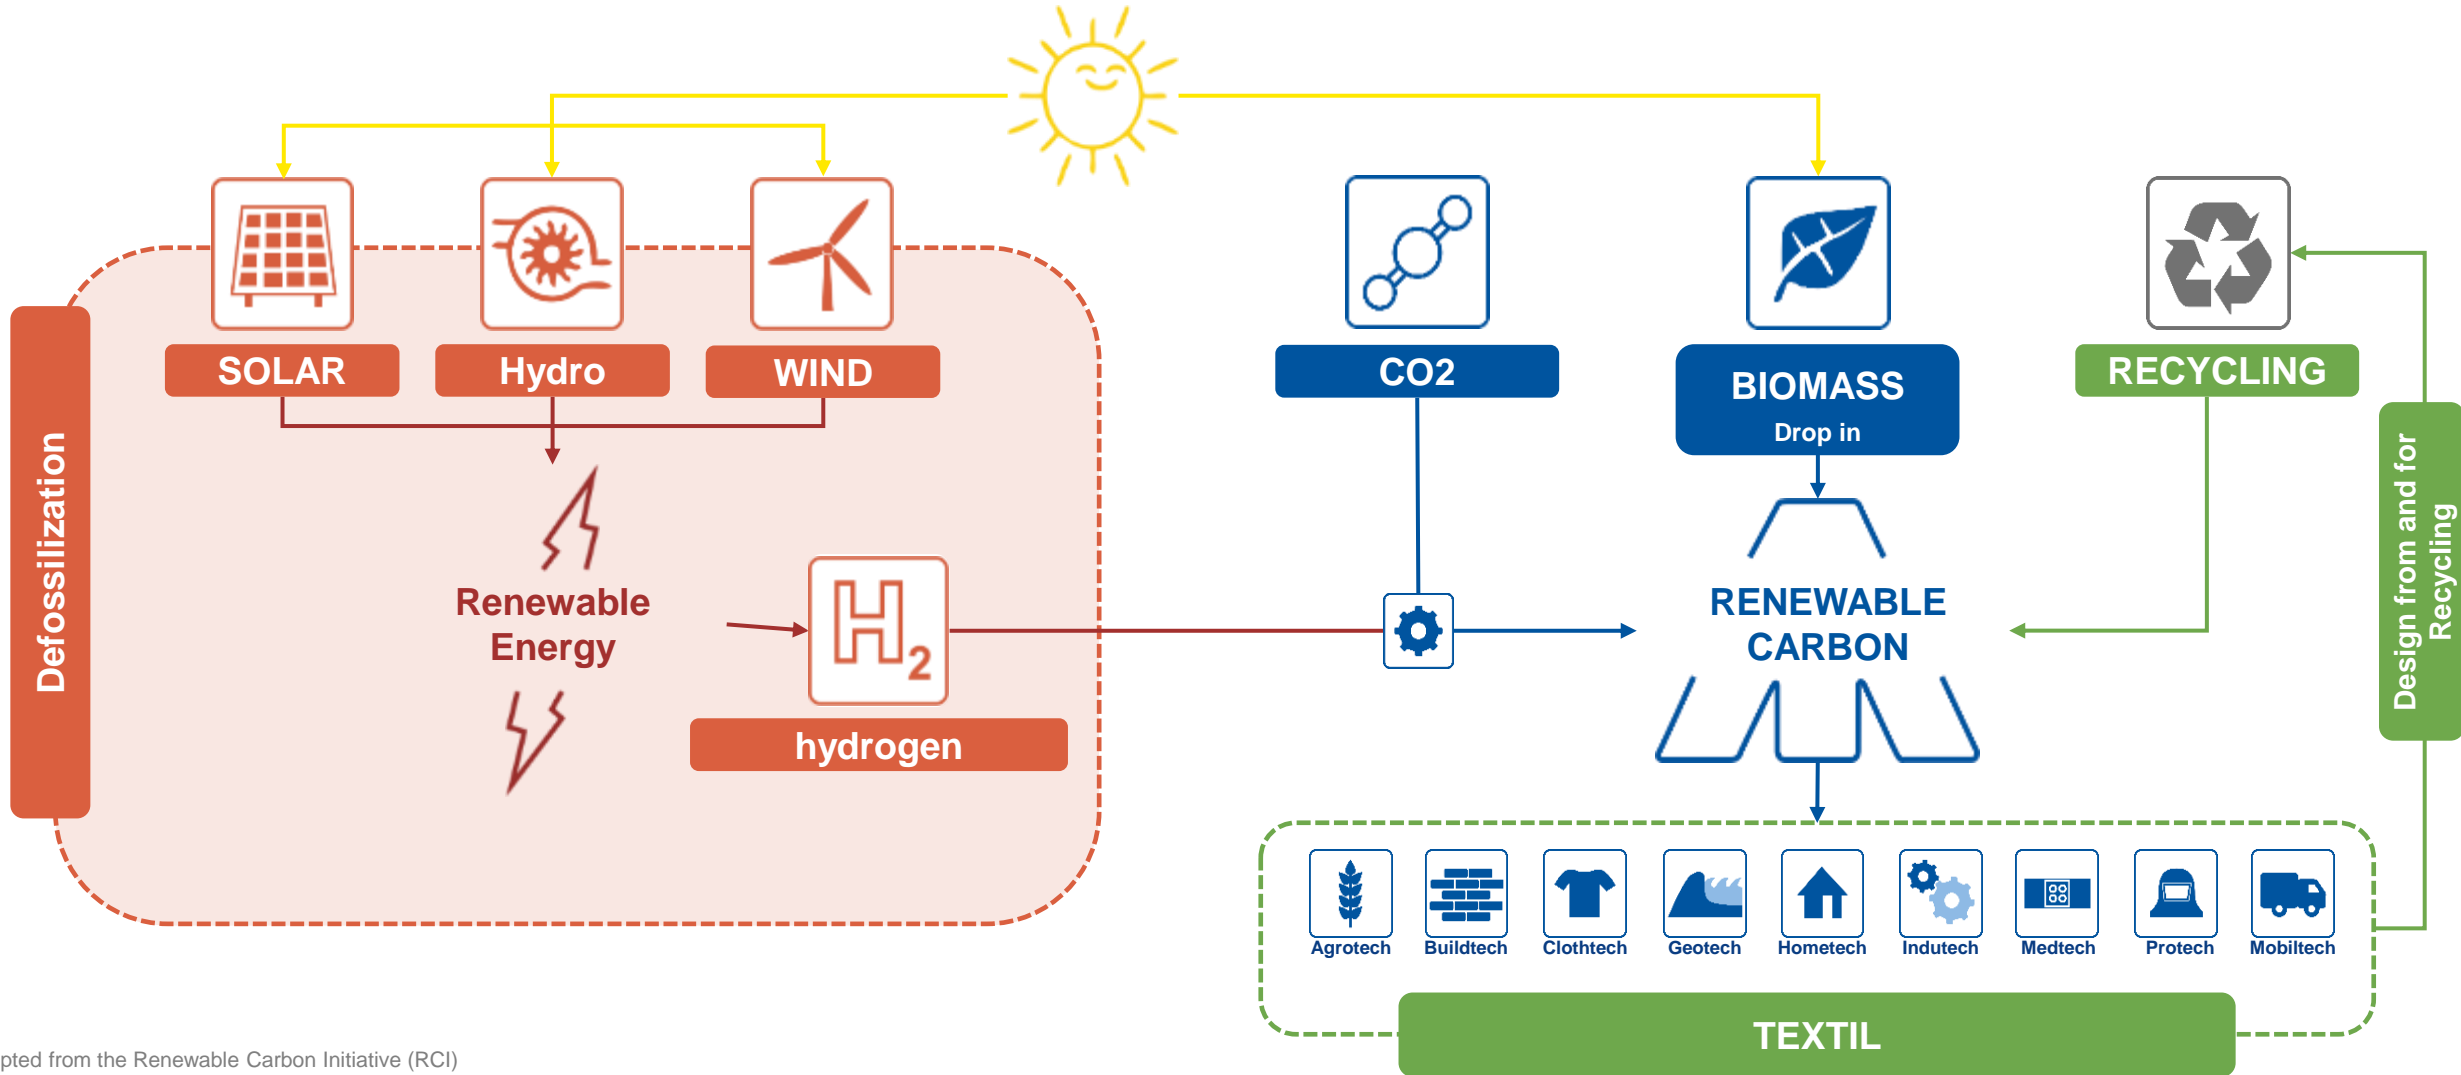 SOLAR
Hydro
WIND
CO2
BIOMASS
Drop in
RECYCLING
Defossilization
Renewable
Energy
H2
hydrogen
RENEWABLE
CARBON
Design from and for
Recycling
Agrotech
Buildtech
Clothtech
Geotech
Hometech
Indutech
Medtech
Protech
Mobiltech
TEXTIL
pted from the Renewable Carbon Initiative (RCI)